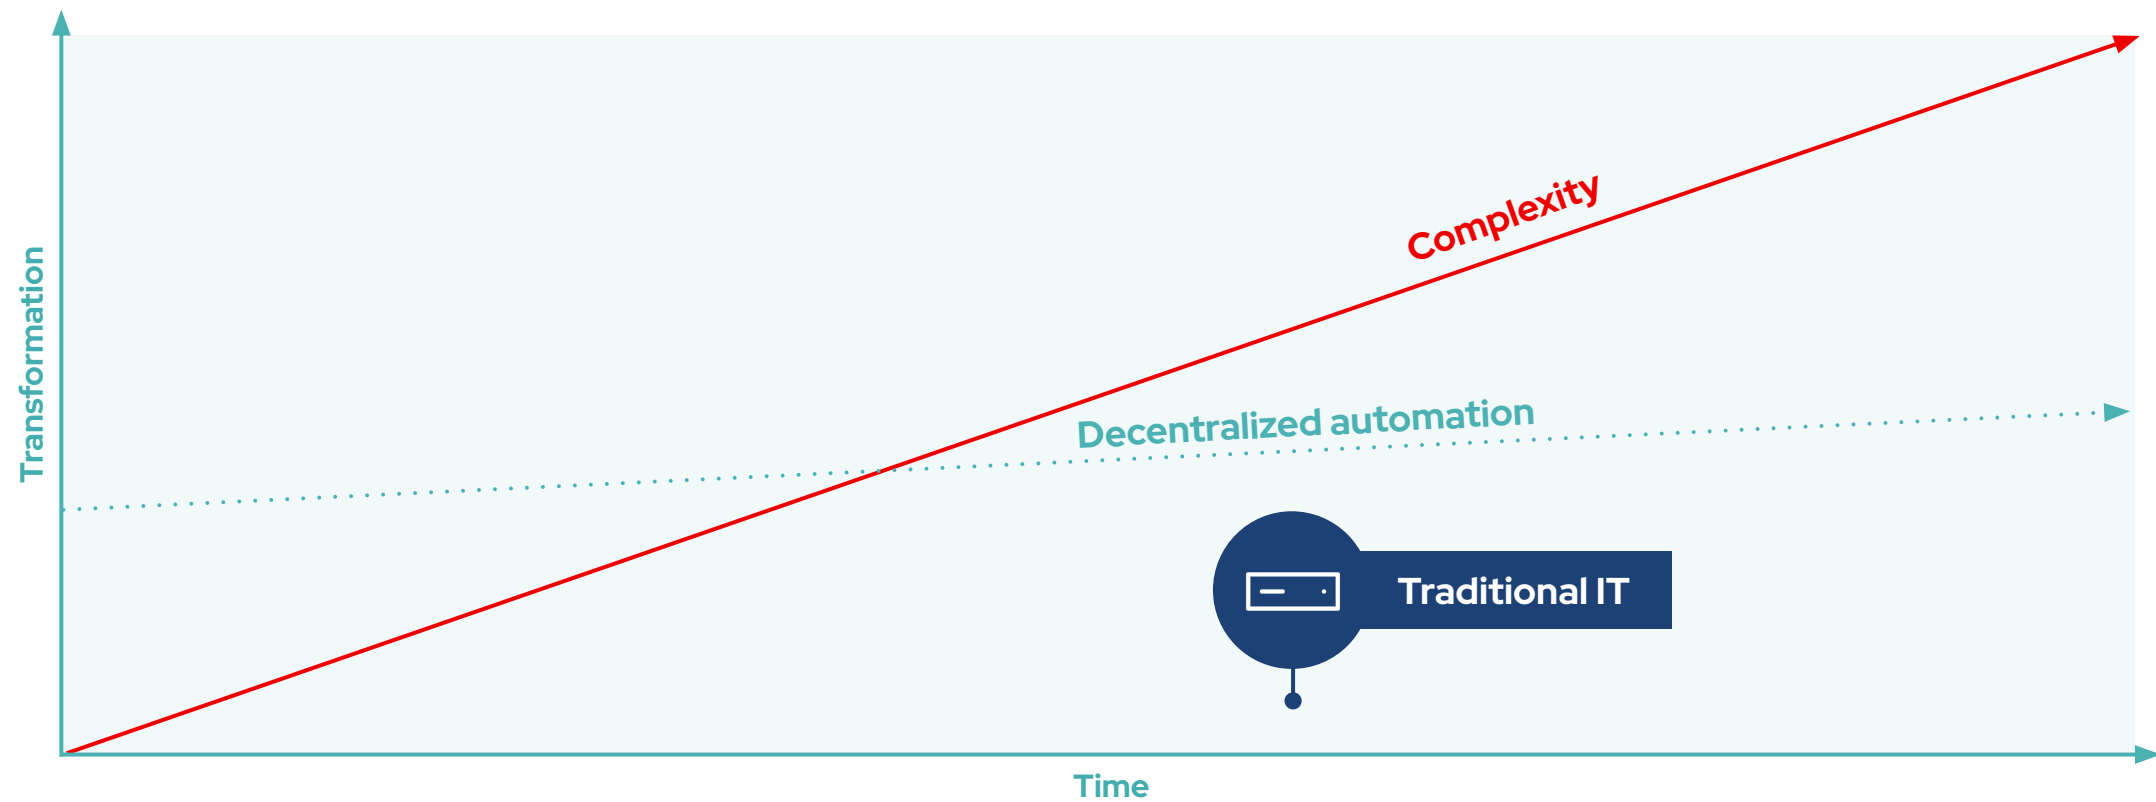 Complexity
Transformation
Decentralized automation
Traditional IT
Time